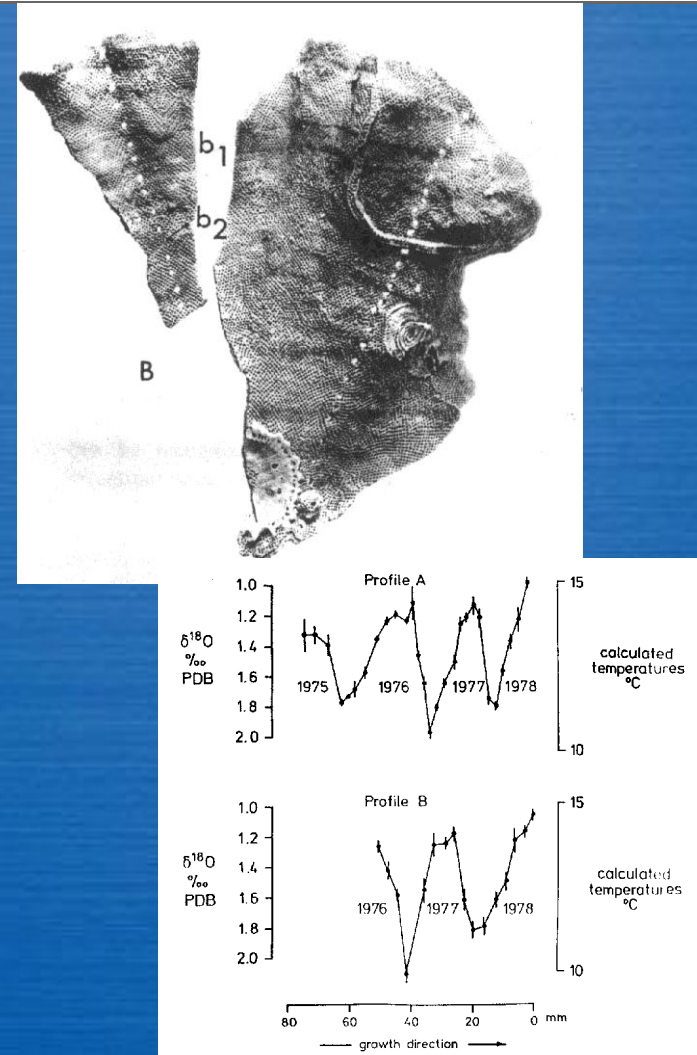 b1
b2
B
Profile A
1.0
1.2
1.4
1.6
1.8
2.0
δ18O
‰
PDB
1975
1976
1977
1978
15
10
calculated
temperatures
°C
Profile B
1.0
1.2
1.4
1.6
1.8
2.0
δ18O
‰
PDB
1976
1977
1978
15
10
calculated
temperatures
°C
80 60 40 20 0 mm
growth direction